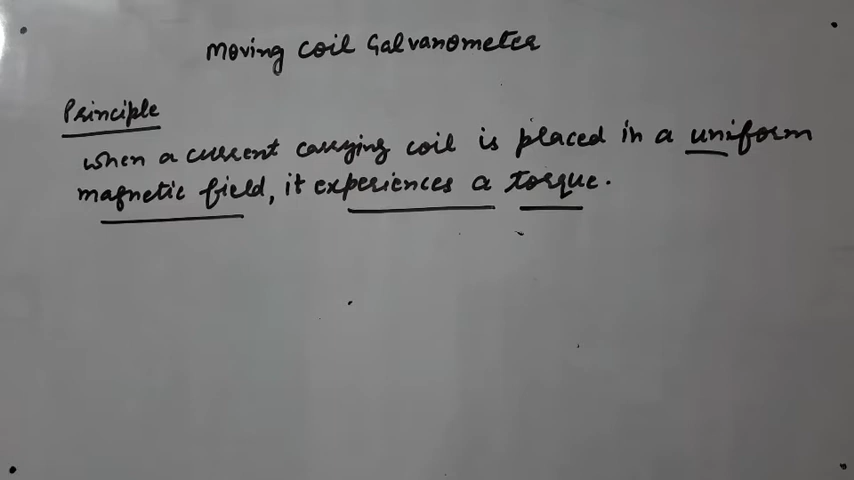 Moving Coil Galvanometer
Principle
when a current carrying coil is placed in a uniform
magnetic field, it experiences a torque.